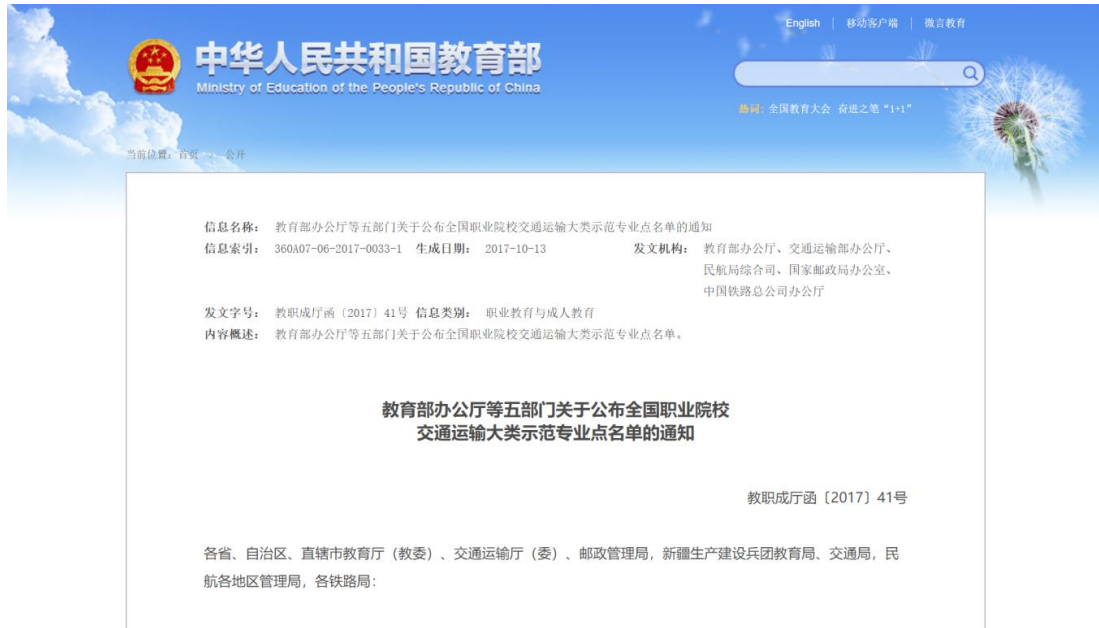 English | 移动客户端 | 微言教育
中华人民共和国教育部
Ministry of Education of the People's Republic of China
热词：全国教育大会 奋进之笔“1+1”
当前位置：首页 > 公开
信息名称： 教育部办公厅等五部门关于公布全国职业院校交通运输大类示范专业点名单的通知
信息索引： 360A07-06-2017-0033-1 生成日期： 2017-10-13 发文机构： 教育部办公厅、交通运输部办公厅、
民航局综合司、国家邮政局办公室、
中国铁路总公司办公厅
发文字号： 教职成厅函〔2017〕41号 信息类别： 职业教育与成人教育
内容概述： 教育部办公厅等五部门关于公布全国职业院校交通运输大类示范专业点名单。
教育部办公厅等五部门关于公布全国职业院校
交通运输大类示范专业点名单的通知
教职成厅函〔2017〕41号
各省、自治区、直辖市教育厅（教委）、交通运输厅（委）、邮政管理局，新疆生产建设兵团教育局、交通局，民
航各地区管理局，各铁路局：